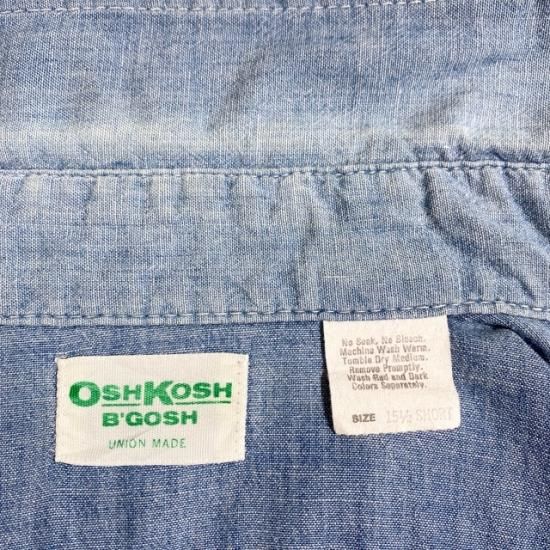 OSHKOSH
B'GOSH
UNION MADE
No Soak, No Bleach.
Machine Wash Warm.
Tumble Dry Medium.
Remove Promptly.
Wash Red and Dark
Colors Separately.
SIZE 15½ SHORT